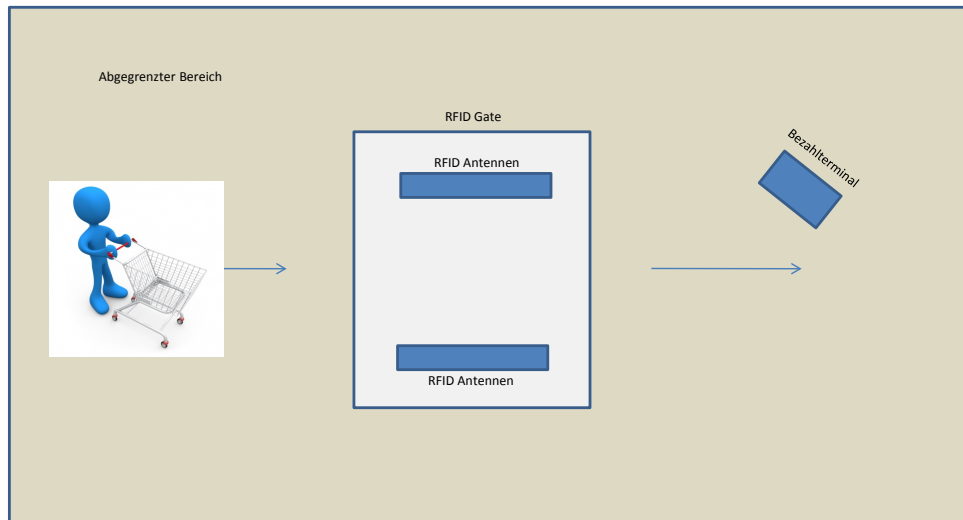 Abgegrenzter Bereich
RFID Gate
RFID Antennen
Bezahlterminal
RFID Antennen